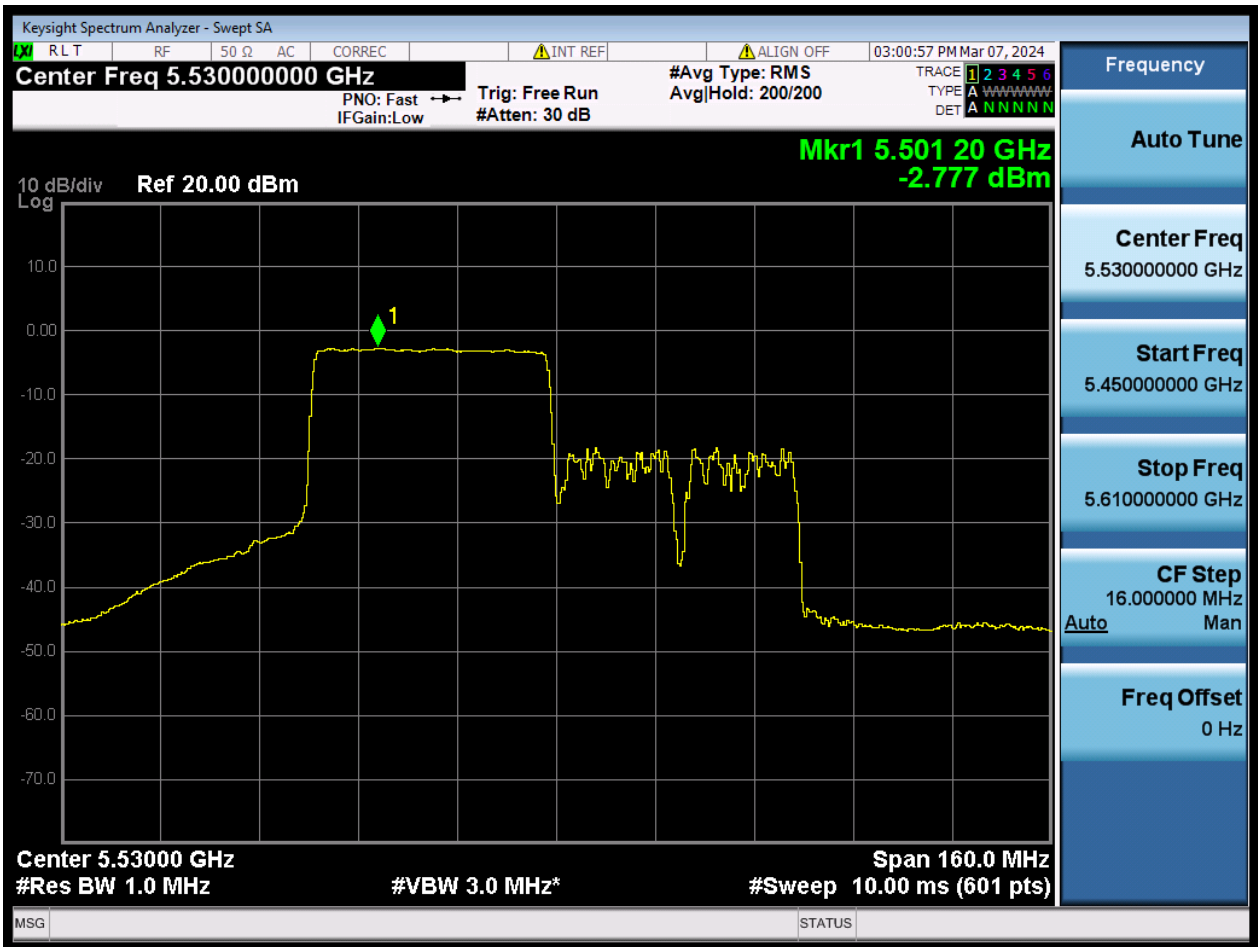 Keysight Spectrum Analyzer - Swept SA
LXI RLT RF 50 Ω AC CORREC ⚠INT REF ⚠ALIGN OFF 03:00:57 PM Mar 07, 2024
Center Freq 5.530000000 GHz
PNO: Fast
IFGain:Low
Trig: Free Run
#Atten: 30 dB
#Avg Type: RMS
Avg|Hold: 200/200
TRACE 1 2 3 4 5 6
TYPE A WWWWW
DET A N N N N N
Mkr1 5.501 20 GHz
-2.777 dBm
10 dB/div Ref 20.00 dBm
Log
10.0
0.00
-10.0
-20.0
-30.0
-40.0
-50.0
-60.0
-70.0
1
Center 5.53000 GHz Span 160.0 MHz
#Res BW 1.0 MHz #VBW 3.0 MHz* #Sweep 10.00 ms (601 pts)
MSG STATUS
Frequency
Auto Tune
Center Freq
5.530000000 GHz
Start Freq
5.450000000 GHz
Stop Freq
5.610000000 GHz
CF Step
16.000000 MHz
Auto Man
Freq Offset
0 Hz